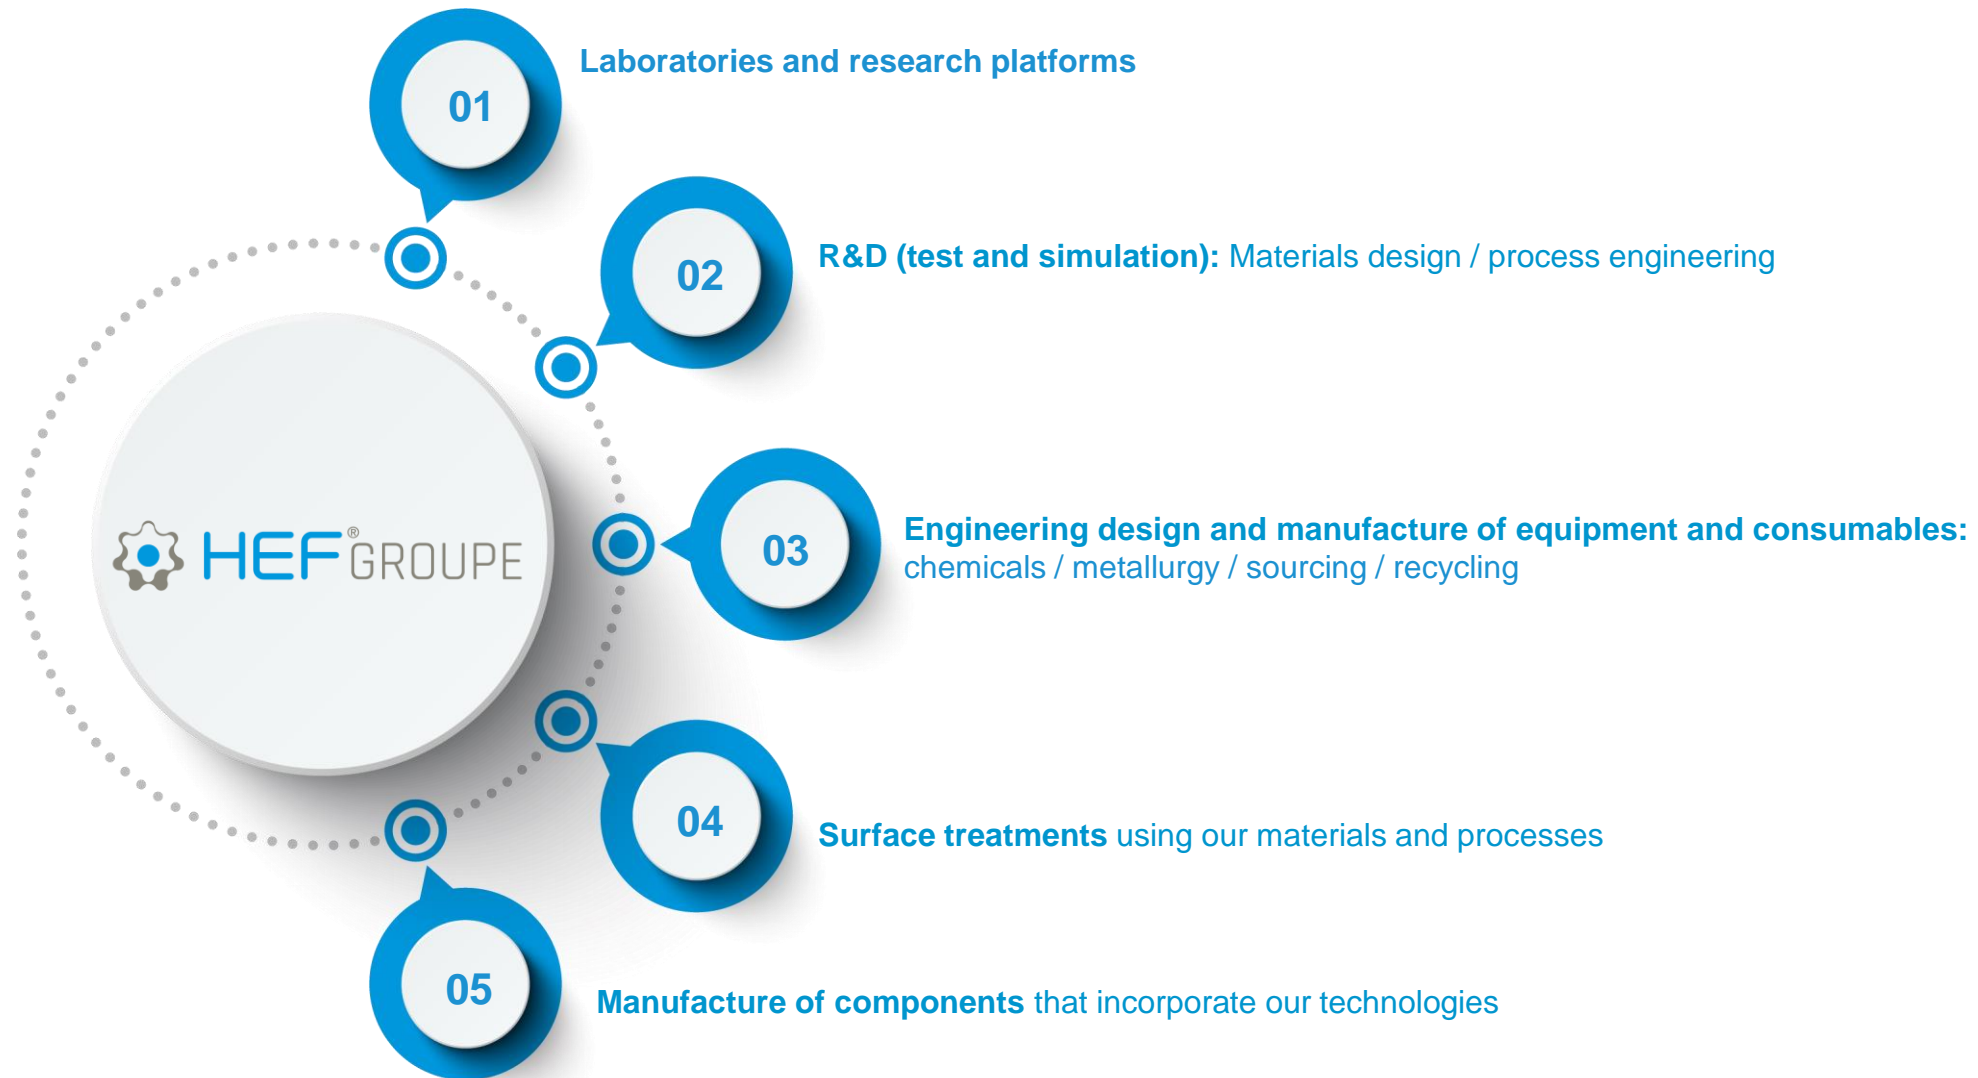 01
Laboratories and research platforms
02
R&D (test and simulation): Materials design / process engineering
HEF® GROUPE
03
Engineering design and manufacture of equipment and consumables:
chemicals / metallurgy / sourcing / recycling
04
Surface treatments using our materials and processes
05
Manufacture of components that incorporate our technologies